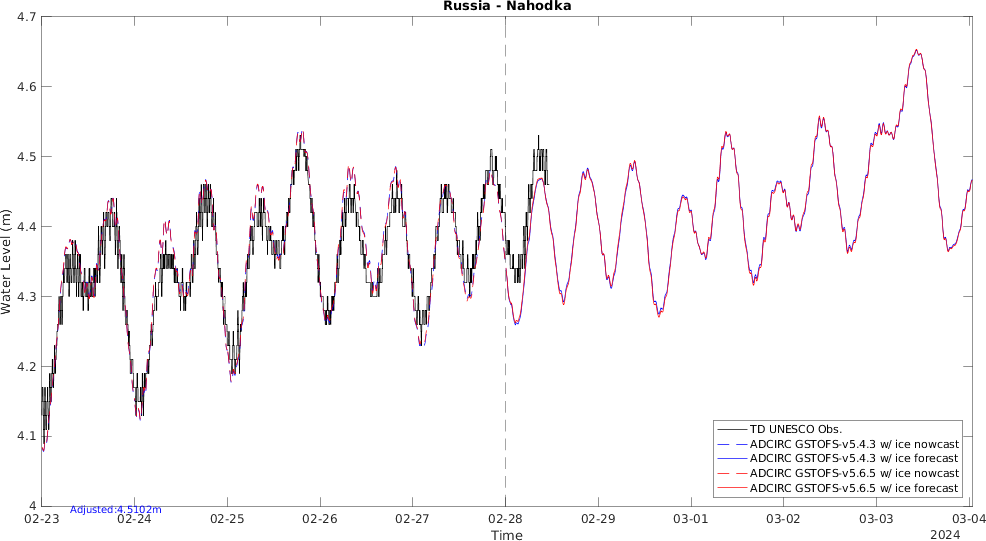 Russia - Nahodka
4.7
4.6
4.5
4.4
4.3
4.2
4.1
4
Water Level (m)
TD UNESCO Obs.
ADCIRC GSTOFS-v5.4.3 w/ ice nowcast
ADCIRC GSTOFS-v5.4.3 w/ ice forecast
ADCIRC GSTOFS-v5.6.5 w/ ice nowcast
ADCIRC GSTOFS-v5.6.5 w/ ice forecast
Adjusted:4.5102m
02-23 02-24 02-25 02-26 02-27 02-28 02-29 03-01 03-02 03-03 03-04
Time
2024